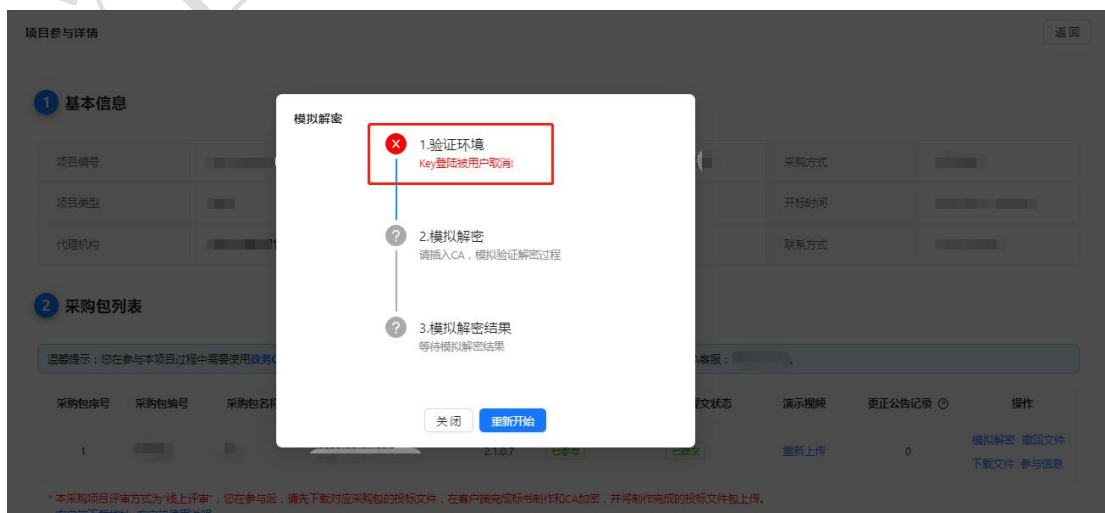 项目参与详情
返回
1 基本信息
模拟解密
1.验证环境
Key登陆被用户取消!
项目编号
采购方式
项目类型
开标时间
2.模拟解密
请插入CA，模拟验证解密过程
代理机构
联系方式
2 采购包列表
3.模拟解密结果
等待模拟解密结果
温馨提示：您在参与本项目过程中需要使用政务C
客服：
采购包序号 采购包编号 采购包名称 提交状态 演示视频 更正公告记录 操作
关闭 重新开始
1 2.1.0.7 已参与 已提交 重新上传 0 模拟解密 撤回文件
下载文件 参与信息
* 本采购项目评审方式为“线上评审”，您在参与后，请先下载对应采购包的投标文件，在客户端完成标书制作和CA加密，并将制作完成的投标文件包上传。